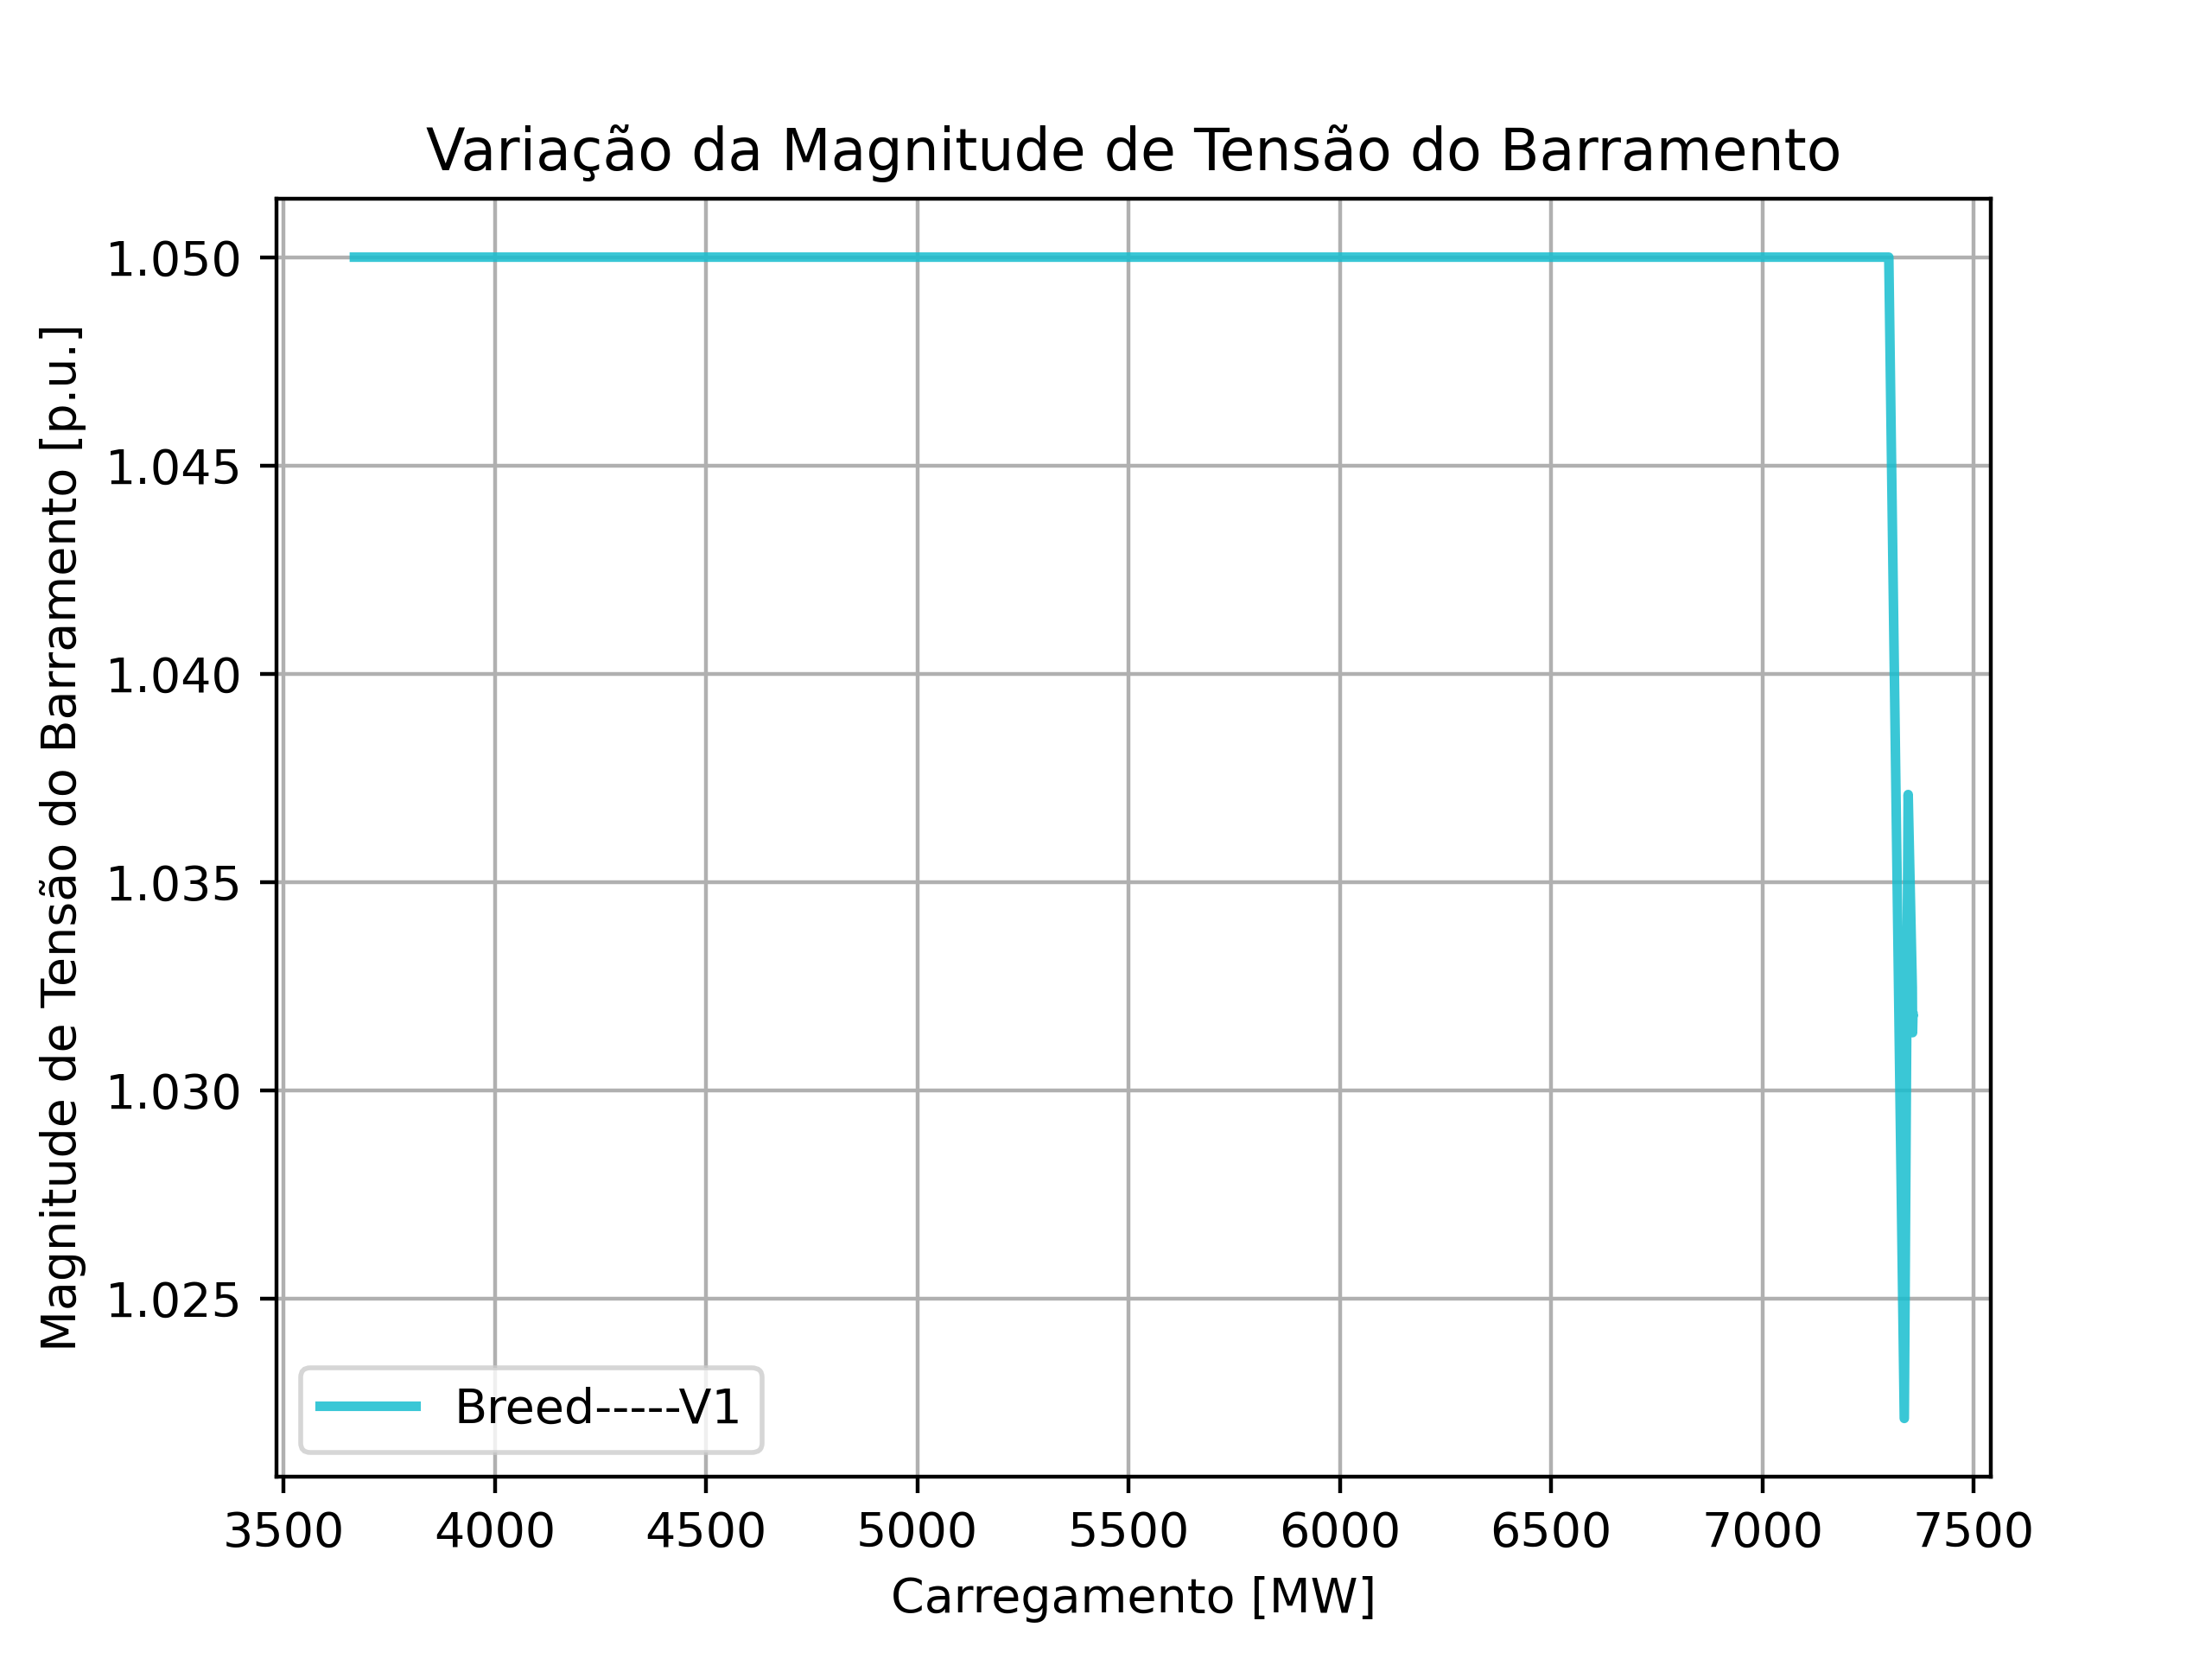 Variação da Magnitude de Tensão do Barramento
Magnitude de Tensão do Barramento [p.u.]
1.050
1.045
1.040
1.035
1.030
1.025
Breed-----V1
3500 4000 4500 5000 5500 6000 6500 7000 7500
Carregamento [MW]